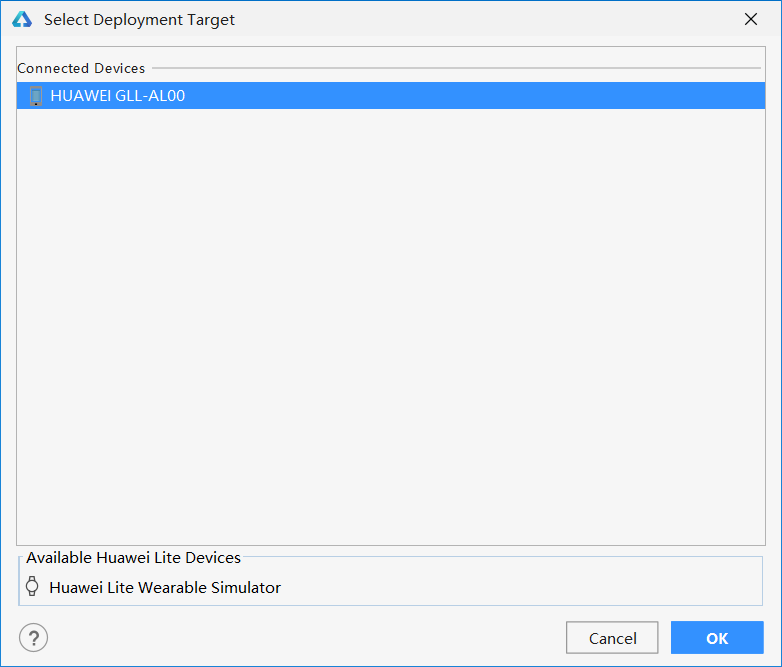 Select Deployment Target
Connected Devices
HUAWEI GLL-AL00
Available Huawei Lite Devices
Huawei Lite Wearable Simulator
?
Cancel
OK